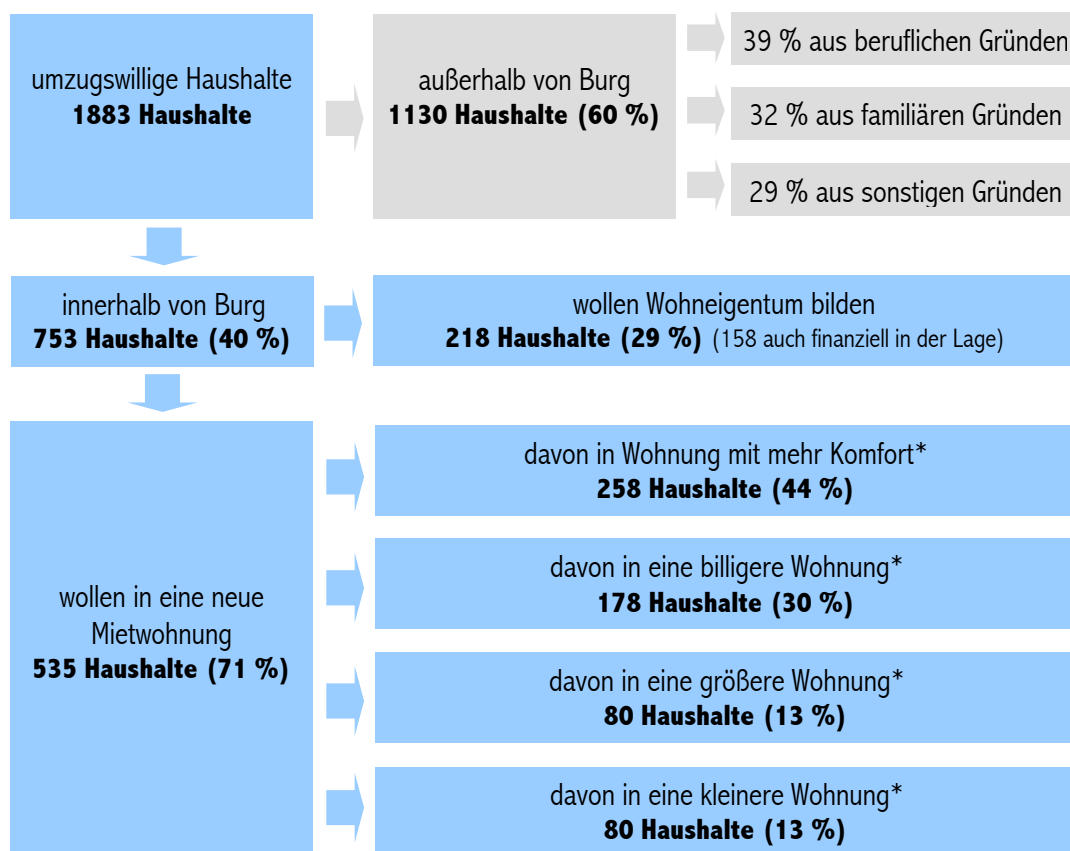 umzugswillige Haushalte
1883 Haushalte
außerhalb von Burg
1130 Haushalte (60 %)
39 % aus beruflichen Gründen
32 % aus familiären Gründen
29 % aus sonstigen Gründen
innerhalb von Burg
753 Haushalte (40 %)
wollen Wohneigentum bilden
218 Haushalte (29 %) (158 auch finanziell in der Lage)
wollen in eine neue
Mietwohnung
535 Haushalte (71 %)
davon in Wohnung mit mehr Komfort*
258 Haushalte (44 %)
davon in eine billigere Wohnung*
178 Haushalte (30 %)
davon in eine größere Wohnung*
80 Haushalte (13 %)
davon in eine kleinere Wohnung*
80 Haushalte (13 %)